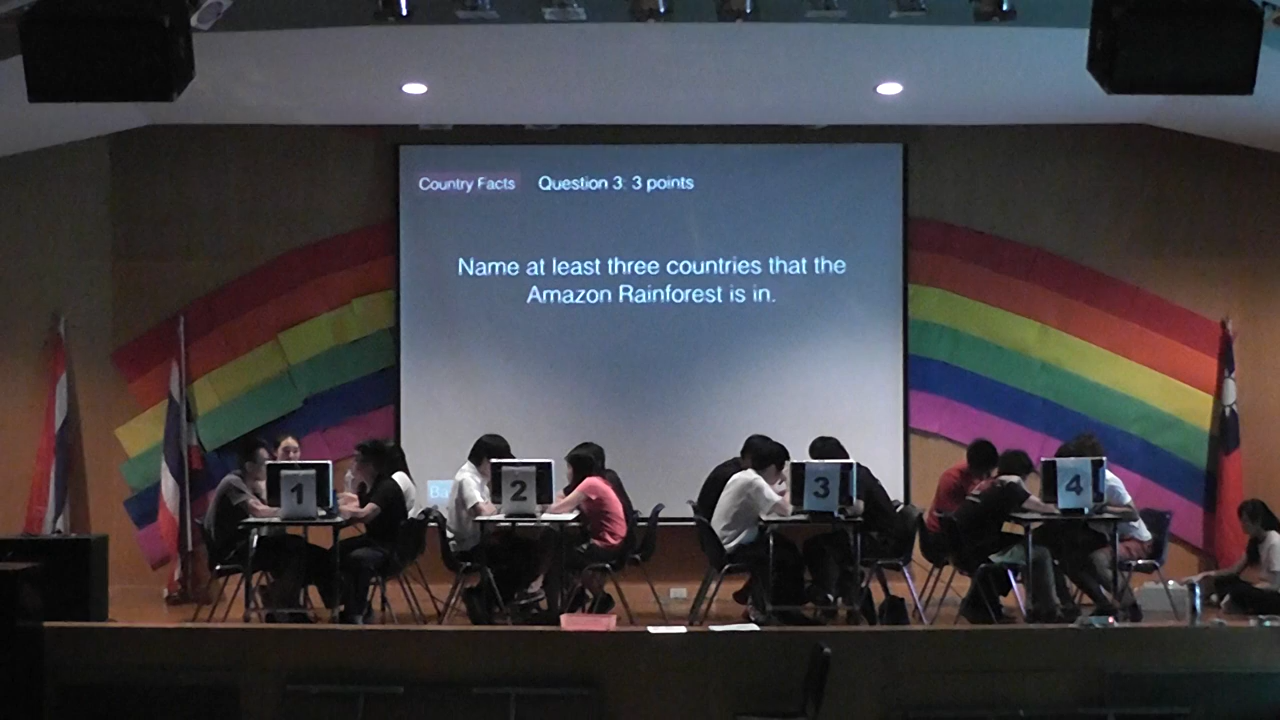 Country Facts Question 3: 3 points
Name at least three countries that the
Amazon Rainforest is in.
Ba
1
2
3
4